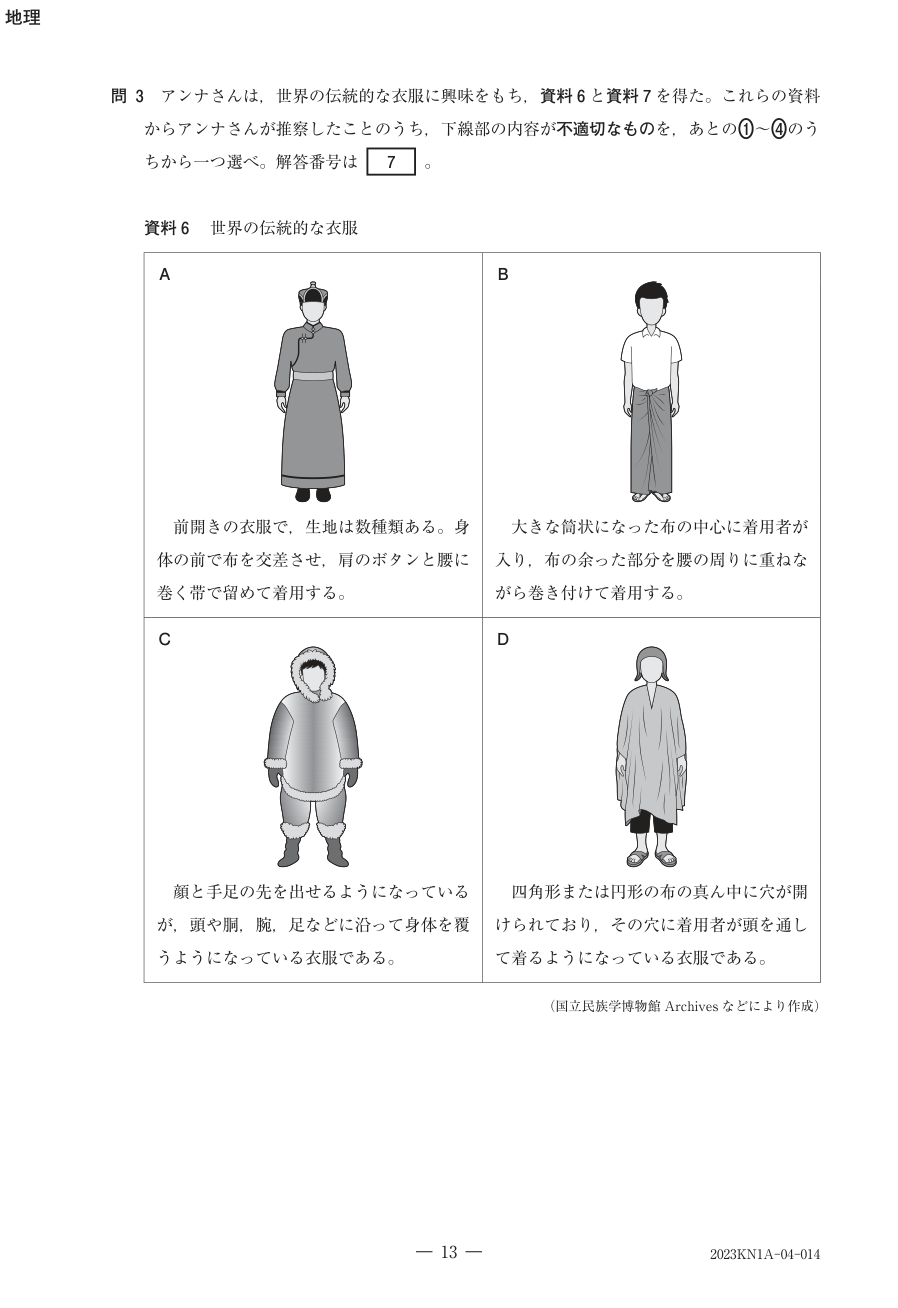 地理
問 3 アンナさんは，世界の伝統的な衣服に興味をもち，資料 6 と資料 7 を得た。これらの資料
からアンナさんが推察したことのうち，下線部の内容が不適切なものを，あとの①～④のう
ちから一つ選べ。解答番号は 7 。
資料 6 世界の伝統的な衣服
A
前開きの衣服で，生地は数種類ある。身
体の前で布を交差させ，肩のボタンと腰に
巻く帯で留めて着用する。
B
大きな筒状になった布の中心に着用者が
入り，布の余った部分を腰の周りに重ねな
がら巻き付けて着用する。
C
顔と手足の先を出せるようになっている
が，頭や胴，腕，足などに沿って身体を覆
うようになっている衣服である。
D
四角形または円形の布の真ん中に穴が開
けられており，その穴に着用者が頭を通し
て着るようになっている衣服である。
（国立民族学博物館 Archives などにより作成）
― 13 ―
2023KN1A-04-014